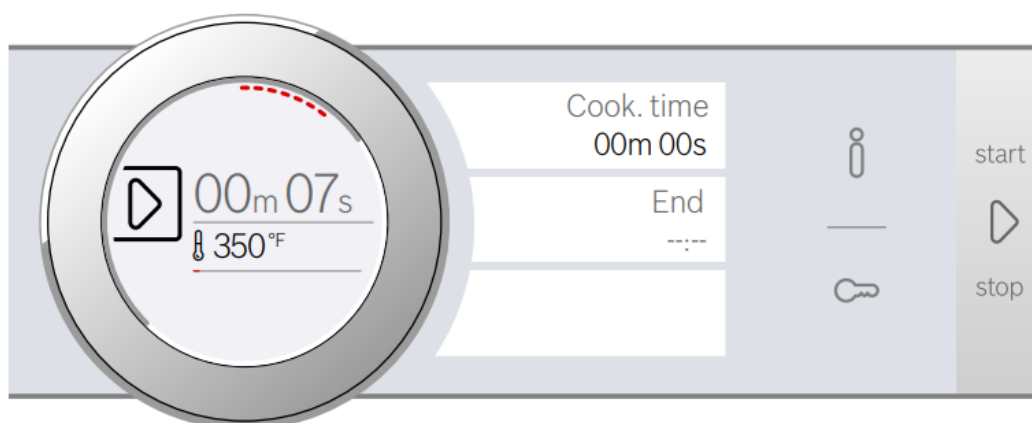 00m 07s
350 °F
Cook. time
00m 00s
End
--:--
start
stop